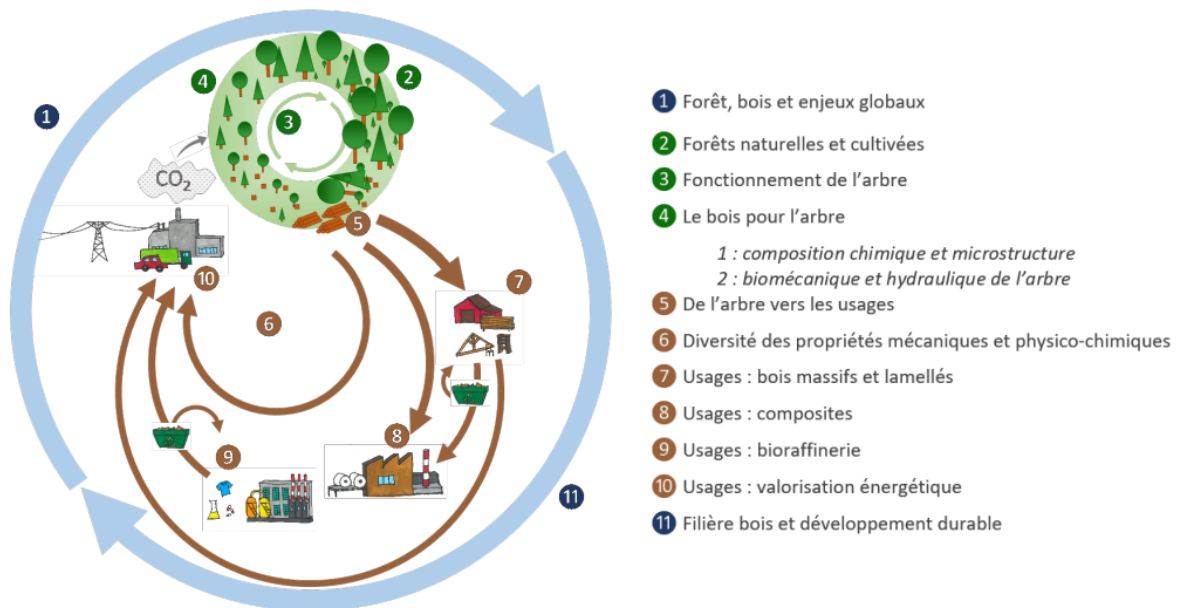 4
2
1
3
CO2
5
10
7
6
8
9
11
1 Forêt, bois et enjeux globaux
2 Forêts naturelles et cultivées
3 Fonctionnement de l’arbre
4 Le bois pour l’arbre
1 : composition chimique et microstructure
2 : biomécanique et hydraulique de l’arbre
5 De l’arbre vers les usages
6 Diversité des propriétés mécaniques et physico-chimiques
7 Usages : bois massifs et lamellés
8 Usages : composites
9 Usages : bioraffinerie
10 Usages : valorisation énergétique
11 Filière bois et développement durable